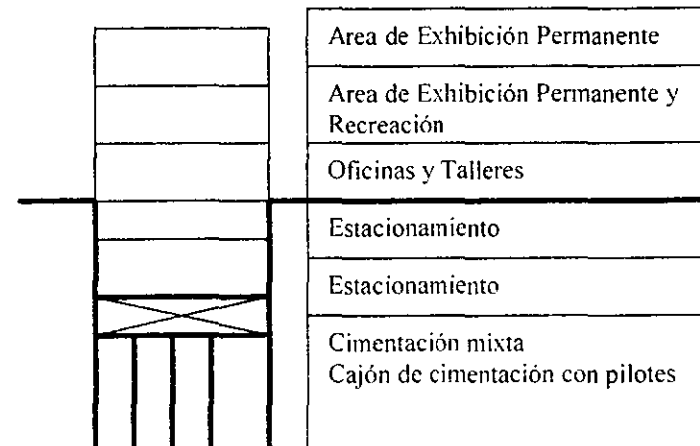 Area de Exhibición Permanente
Area de Exhibición Permanente y
Recreación
Oficinas y Talleres
Estacionamiento
Estacionamiento
Cimentación mixta
Cajón de cimentación con pilotes